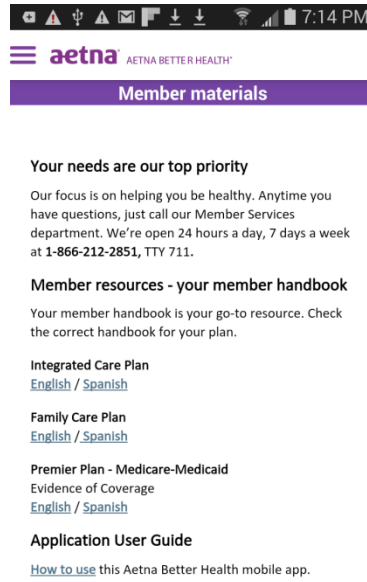 7:14 PM
aetna AETNA BETTER HEALTH
Member materials
Your needs are our top priority
Our focus is on helping you be healthy. Anytime you
have questions, just call our Member Services
department. We're open 24 hours a day, 7 days a week
at 1-866-212-2851, TTY 711.
Member resources - your member handbook
Your member handbook is your go-to resource. Check
the correct handbook for your plan.
Integrated Care Plan
English / Spanish
Family Care Plan
English / Spanish
Premier Plan - Medicare-Medicaid
Evidence of Coverage
English / Spanish
Application User Guide
How to use this Aetna Better Health mobile app.